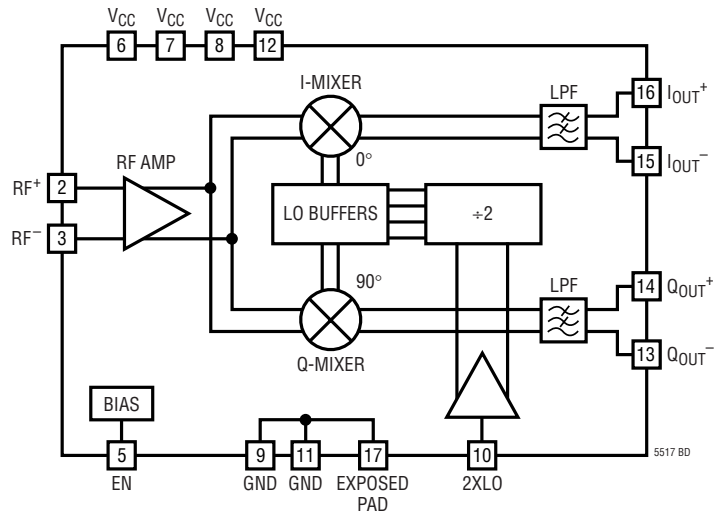 VCC VCC VCC VCC
6 7 8 12
I-MIXER
LPF
16 IOUT+
0°
15 IOUT−
RF AMP
RF+ 2
LO BUFFERS
÷2
RF− 3
90°
LPF
14 QOUT+
Q-MIXER
13 QOUT−
BIAS
5 9 11 17 10
EN GND GND EXPOSED PAD 2XLO
5517 BD